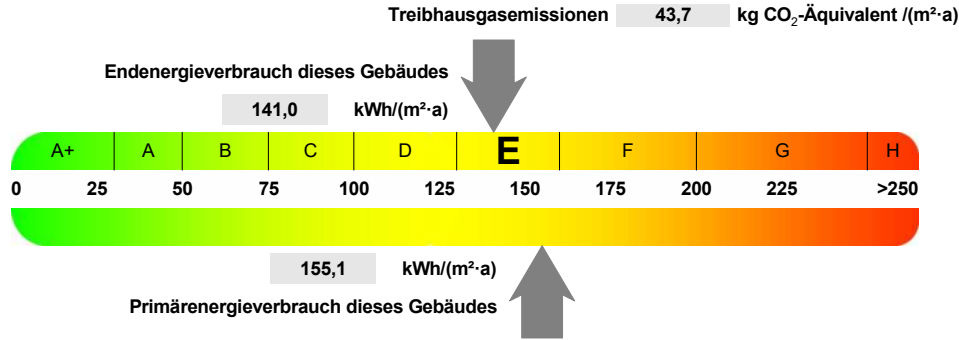 Treibhausgasemissionen 43,7 kg CO₂-Äquivalent /(m²·a)
Endenergieverbrauch dieses Gebäudes
141,0 kWh/(m²·a)
A+ A B C D E F G H
0 25 50 75 100 125 150 175 200 225 >250
155,1 kWh/(m²·a)
Primärenergieverbrauch dieses Gebäudes